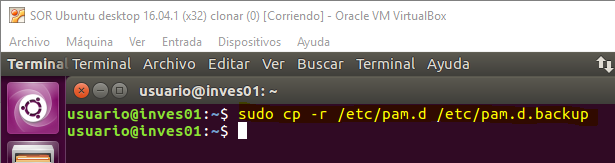 SOR Ubuntu desktop 16.04.1 (x32) clonar (0) [Corriendo] - Oracle VM VirtualBox
Archivo Máquina Ver Entrada Dispositivos Ayuda
Terminal Terminal Archivo Editar Ver Buscar Terminal Ayuda
usuario@inves01: ~
usuario@inves01:~$ sudo cp -r /etc/pam.d /etc/pam.d.backup
usuario@inves01:~$